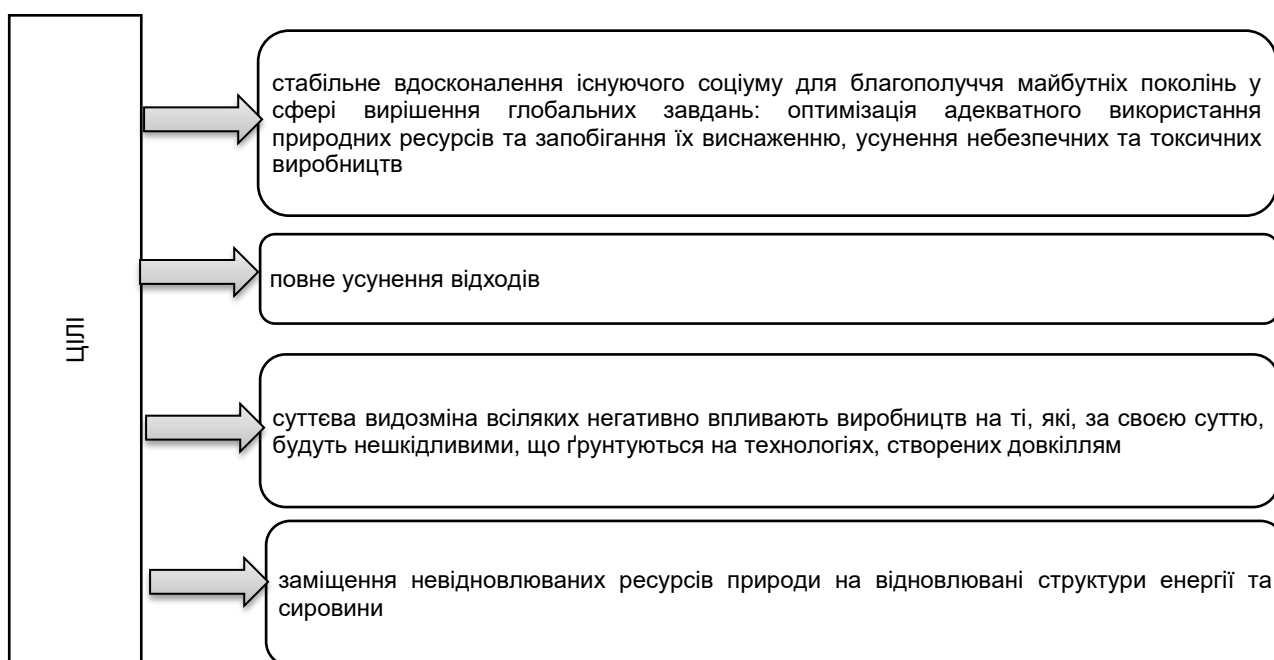 ЦІЛІ
стабільне вдосконалення існуючого соціуму для благополуччя майбутніх поколінь у
сфері вирішення глобальних завдань: оптимізація адекватного використання
природних ресурсів та запобігання їх виснаженню, усунення небезпечних та токсичних
виробництв
повне усунення відходів
суттєва видозміна всіляких негативно впливають виробництв на ті, які, за своєю суттю,
будуть нешкідливими, що ґрунтуються на технологіях, створених довкіллям
заміщення невідновлюваних ресурсів природи на відновлювані структури енергії та
сировини